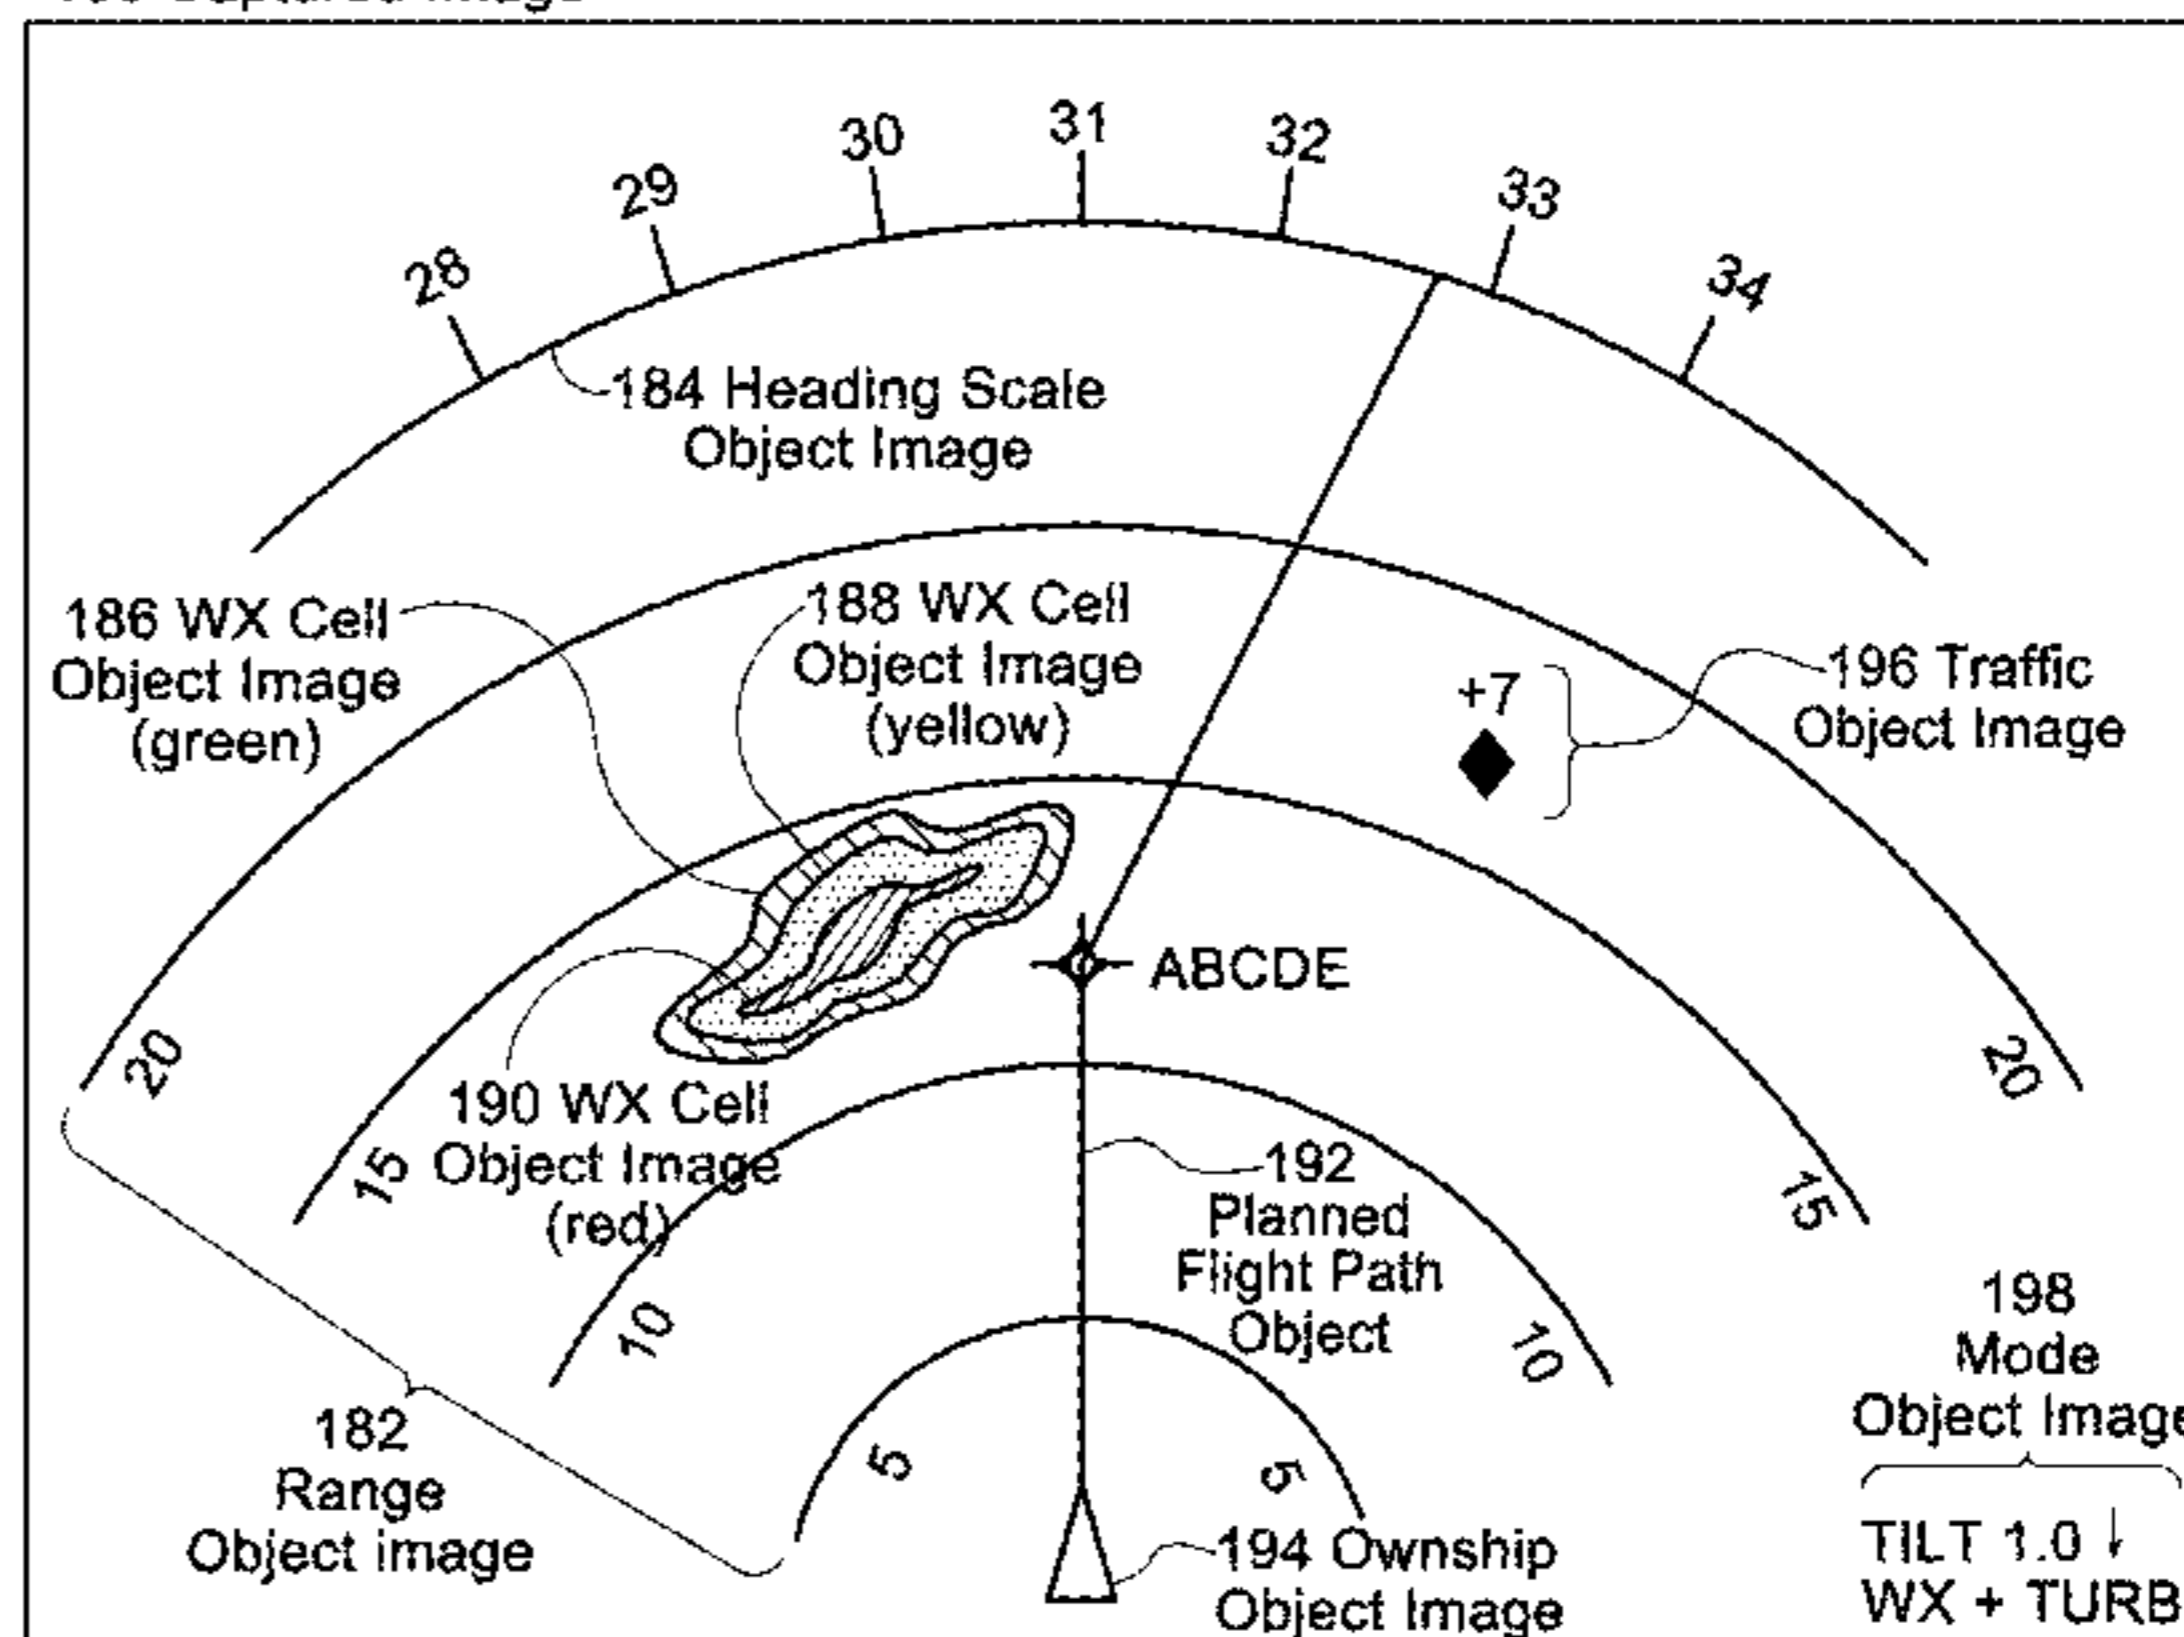 31
30
32
29
33
28
34
184 Heading Scale
Object Image
186 WX Cell
Object Image
(green)
188 WX Cell
Object Image
(yellow)
+7
196 Traffic
Object Image
ABCDE
20
20
190 WX Cell
Object Image
(red)
15
15
192
Planned
Flight Path
Object
10
10
198
Mode
Object Image
182
Range
Object image
5
5
TILT 1.0 ↓
WX + TURB
194 Ownship
Object Image